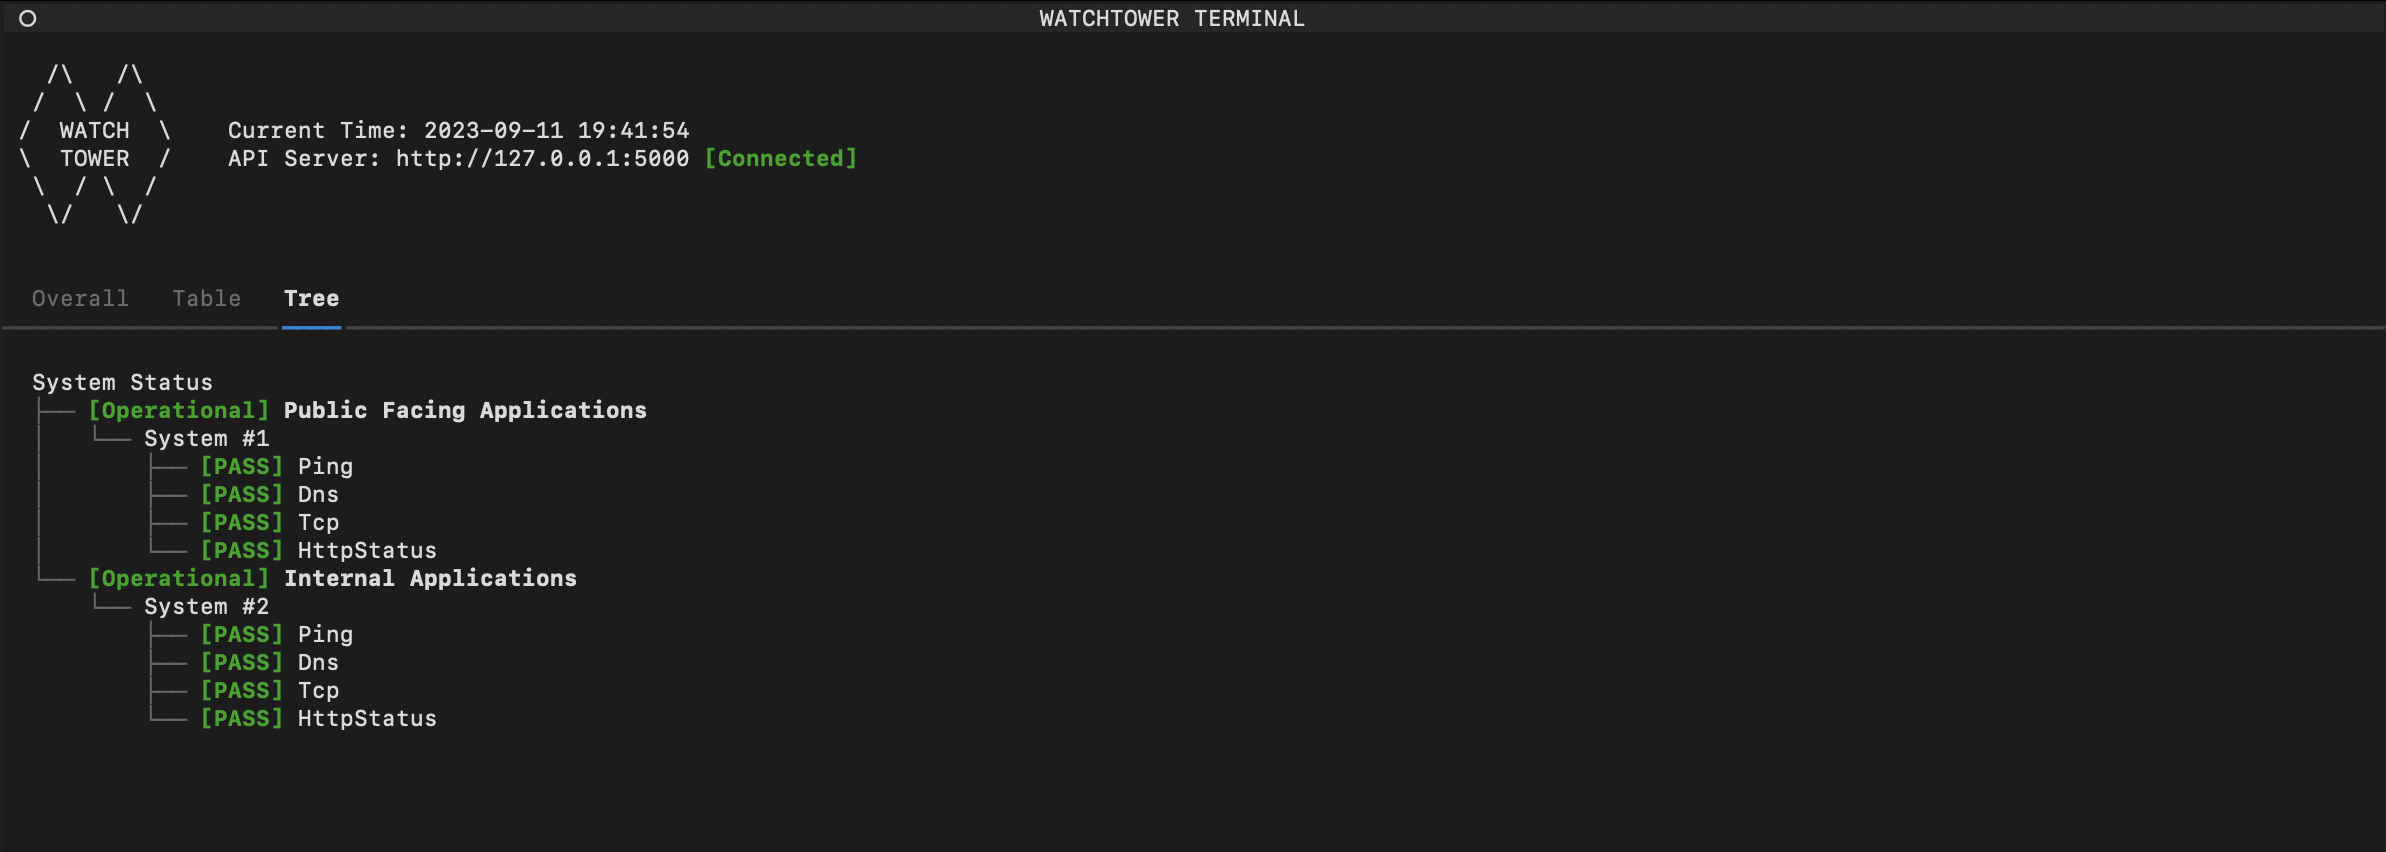 WATCHTOWER TERMINAL
WATCH
TOWER
Current Time: 2023-09-11 19:41:54
API Server: http://127.0.0.1:5000 [Connected]
Overall Table Tree
System Status
[Operational] Public Facing Applications
System #1
[PASS] Ping
[PASS] Dns
[PASS] Tcp
[PASS] HttpStatus
[Operational] Internal Applications
System #2
[PASS] Ping
[PASS] Dns
[PASS] Tcp
[PASS] HttpStatus